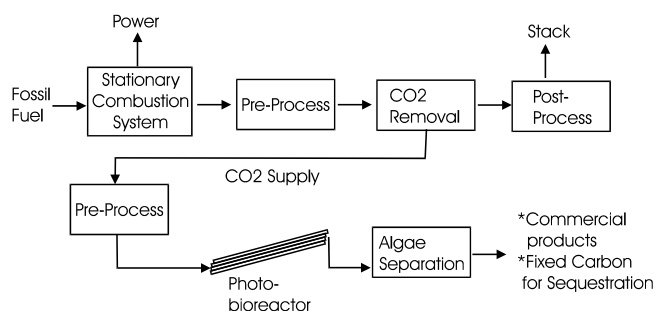 Power
Stack
Fossil
Fuel
Stationary
Combustion
System
Pre-Process
CO2
Removal
Post-
Process
CO2 Supply
Pre-Process
Photo-
bioreactor
Algae
Separation
*Commercial
products
*Fixed Carbon
for Sequestration